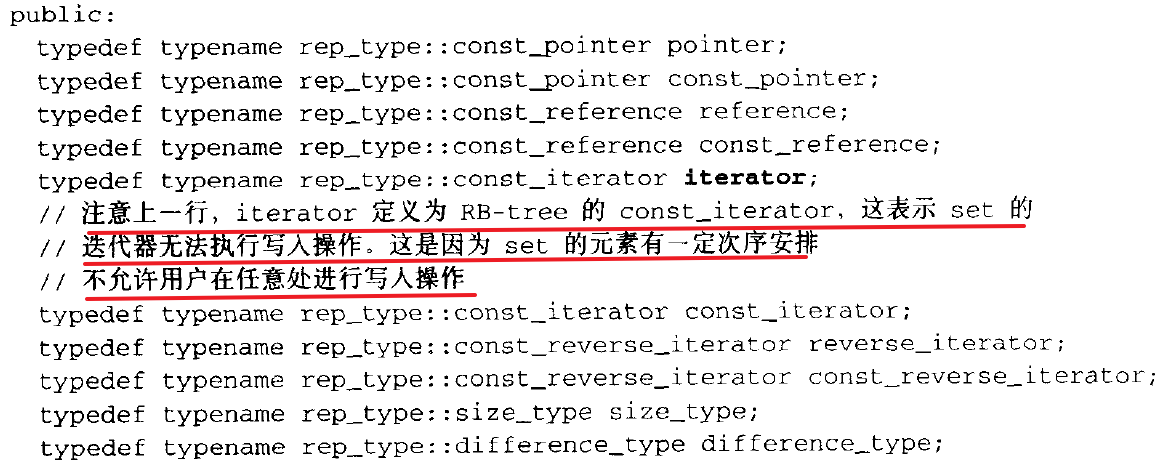 public:
typedef typename rep_type::const_pointer pointer;
typedef typename rep_type::const_pointer const_pointer;
typedef typename rep_type::const_reference reference;
typedef typename rep_type::const_reference const_reference;
typedef typename rep_type::const_iterator iterator;
// 注意上一行，iterator 定义为 RB-tree 的 const_iterator，这表示 set 的
// 迭代器无法执行写入操作。这是因为 set 的元素有一定次序安排
// 不允许用户在任意处进行写入操作
typedef typename rep_type::const_iterator const_iterator;
typedef typename rep_type::const_reverse_iterator reverse_iterator;
typedef typename rep_type::const_reverse_iterator const_reverse_iterator;
typedef typename rep_type::size_type size_type;
typedef typename rep_type::difference_type difference_type;